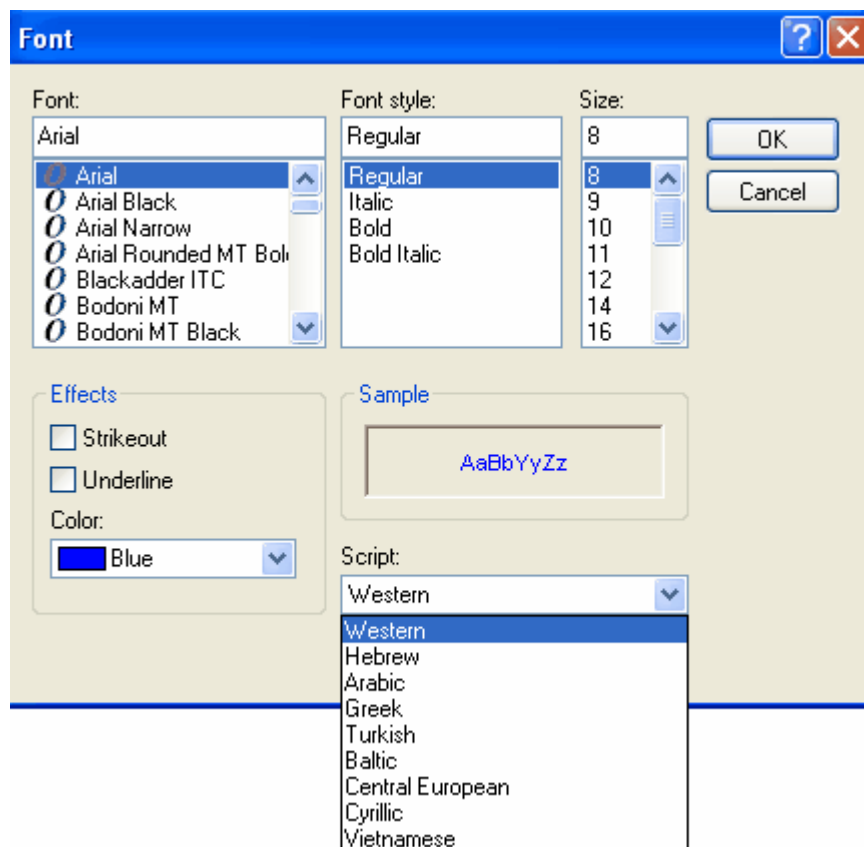 Font
Font:
Font style:
Size:
Arial
Regular
8
OK
Cancel
Arial
Arial Black
Arial Narrow
Arial Rounded MT Bol
Blackadder ITC
Bodoni MT
Bodoni MT Black
Regular
Italic
Bold
Bold Italic
8
9
10
11
12
14
16
Effects
Strikeout
Underline
Color:
Blue
Sample
AaBbYyZz
Script:
Western
Western
Hebrew
Arabic
Greek
Turkish
Baltic
Central European
Cyrillic
Vietnamese